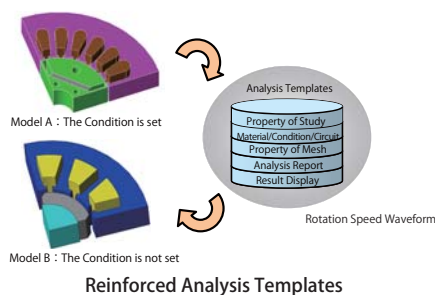 Analysis Templates
Property of Study
Material/Condition/Circuit
Property of Mesh
Analysis Report
Result Display
Model A：The Condition is set
Rotation Speed Waveform
Model B：The Condition is not set
Reinforced Analysis Templates